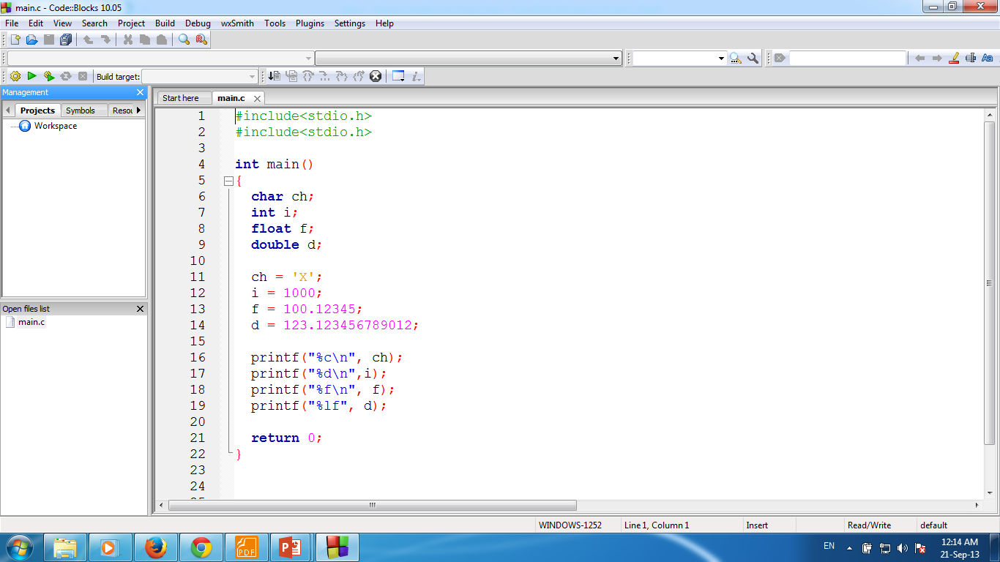 main.c - Code::Blocks 10.05
File Edit View Search Project Build Debug wxSmith Tools Plugins Settings Help
Build target:
Management
Projects Symbols Resou
Workspace
Open files list
main.c
Start here main.c
1 #include<stdio.h>
2 #include<stdio.h>
3
4 int main()
5 {
6 char ch;
7 int i;
8 float f;
9 double d;
10
11 ch = 'X';
12 i = 1000;
13 f = 100.12345;
14 d = 123.123456789012;
15
16 printf("%c\n", ch);
17 printf("%d\n",i);
18 printf("%f\n", f);
19 printf("%lf", d);
20
21 return 0;
22 }
23
24
WINDOWS-1252 Line 1, Column 1 Insert Read/Write default
PDF
EN
12:14 AM
21-Sep-13